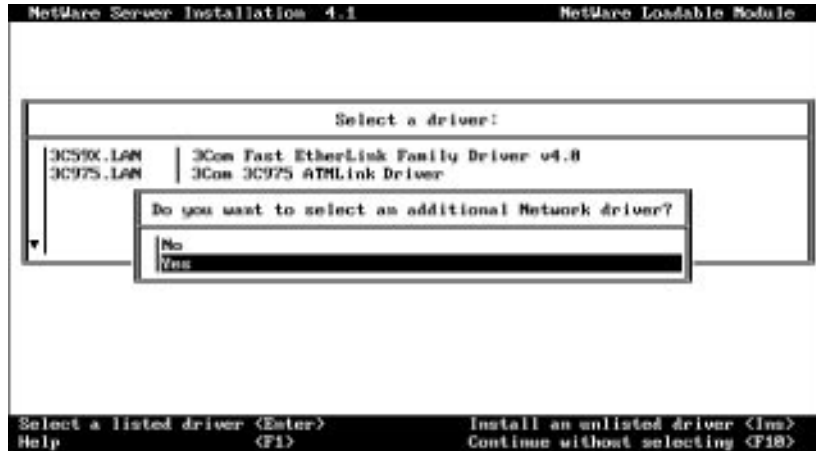 NetWare Server Installation 4.1 NetWare Loadable Module
Select a driver:
3C59X.LAN 3Com Fast EtherLink Family Driver v4.0
3C975.LAN 3Com 3C975 ATMLink Driver
Do you want to select an additional Network driver?
No
Yes
Select a listed driver <Enter> Install an unlisted driver <Ins>
Help <F1> Continue without selecting <F10>